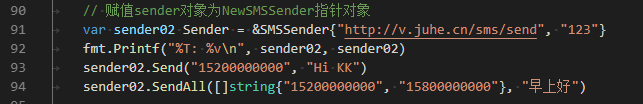 90 // 赋值sender对象为NewSMSSender指针对象
91 var sender02 Sender = &SMSSender{"http://v.juhe.cn/sms/send", "123"}
92 fmt.Printf("%T: %v\n", sender02, sender02)
93 sender02.Send("15200000000", "Hi KK")
94 sender02.SendAll([]string{"15200000000", "15800000000"}, "早上好")